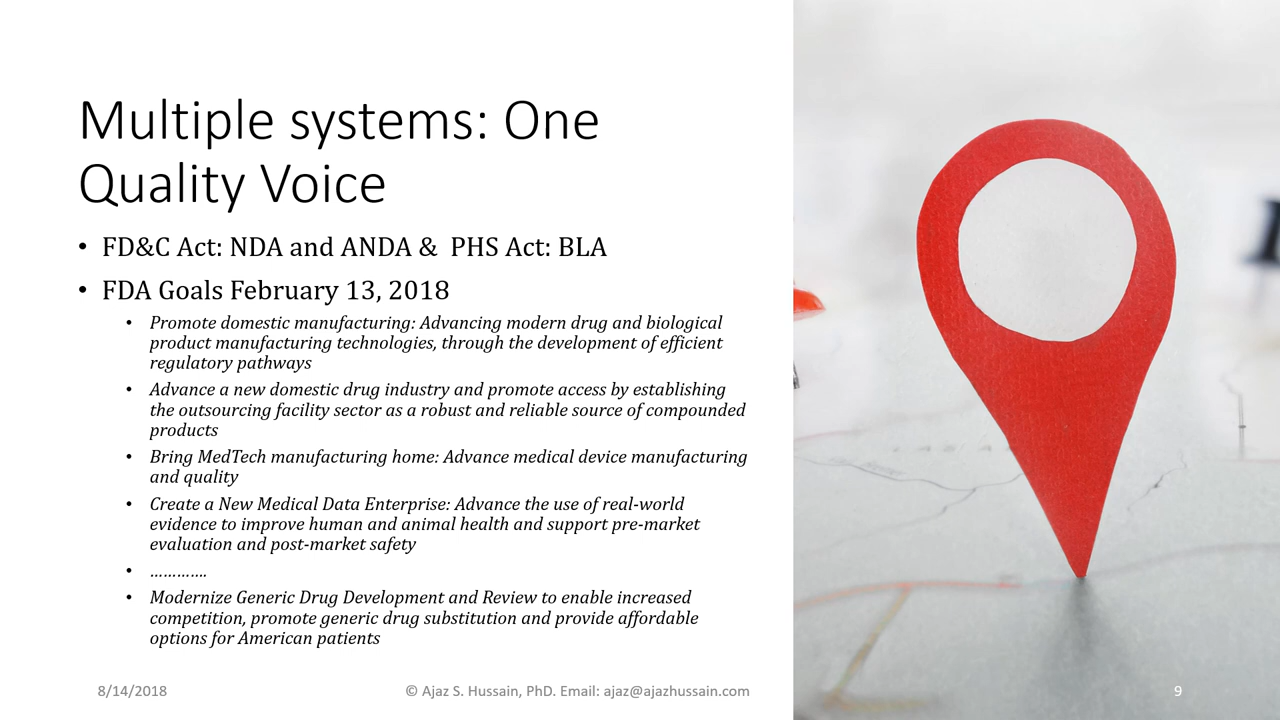 Multiple systems: One
Quality Voice
• FD&C Act: NDA and ANDA & PHS Act: BLA
• FDA Goals February 13, 2018
• Promote domestic manufacturing: Advancing modern drug and biological
product manufacturing technologies, through the development of efficient
regulatory pathways
• Advance a new domestic drug industry and promote access by establishing
the outsourcing facility sector as a robust and reliable source of compounded
products
• Bring MedTech manufacturing home: Advance medical device manufacturing
and quality
• Create a New Medical Data Enterprise: Advance the use of real-world
evidence to improve human and animal health and support pre-market
evaluation and post-market safety
• ………….
• Modernize Generic Drug Development and Review to enable increased
competition, promote generic drug substitution and provide affordable
options for American patients
8/14/2018
© Ajaz S. Hussain, PhD. Email: ajaz@ajazhussain.com
9